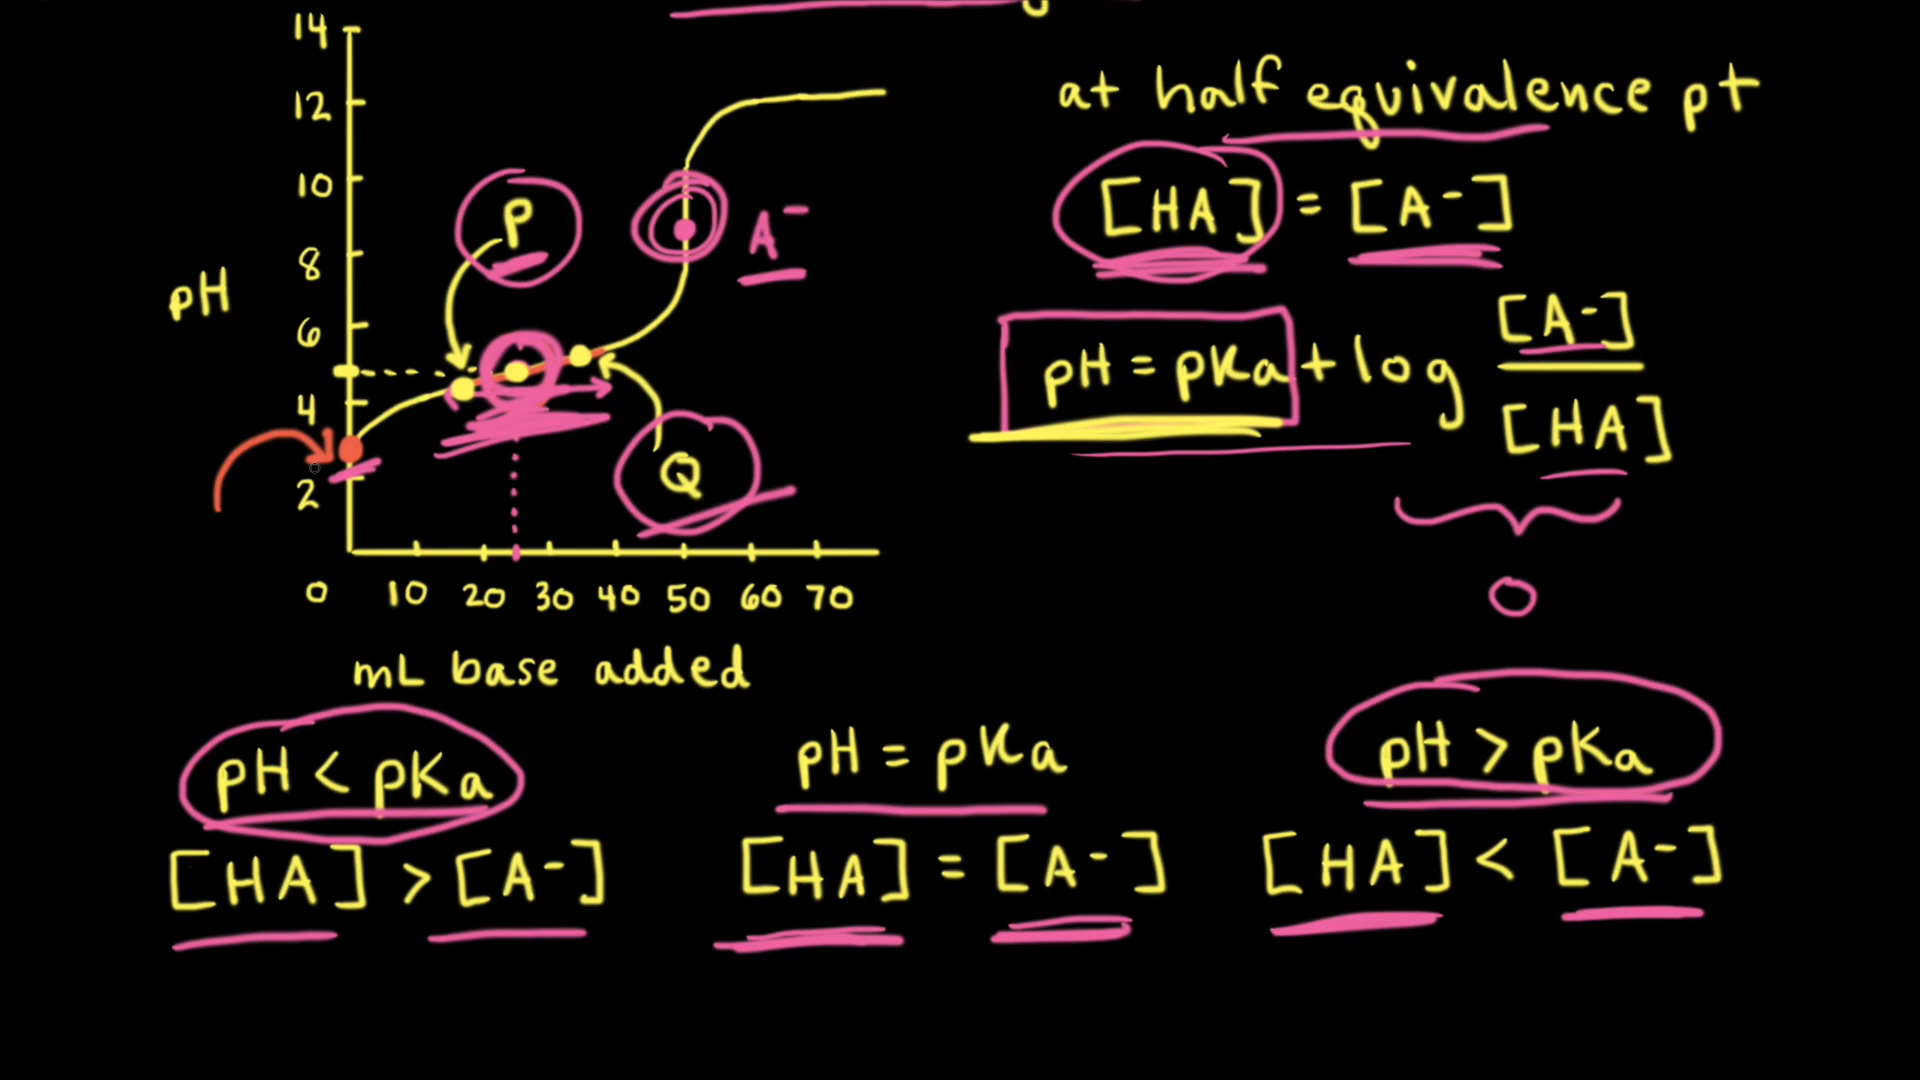 14
12
10
8
6
4
2
pH
P
A⁻
Q
0 10 20 30 40 50 60 70
mL base added
at half equivalence pt
[HA] = [A⁻]
pH = pKa + log [A⁻]
[HA]
0
pH < pKa
[HA] > [A⁻]
pH = pKa
[HA] = [A⁻]
pH > pKa
[HA] < [A⁻]